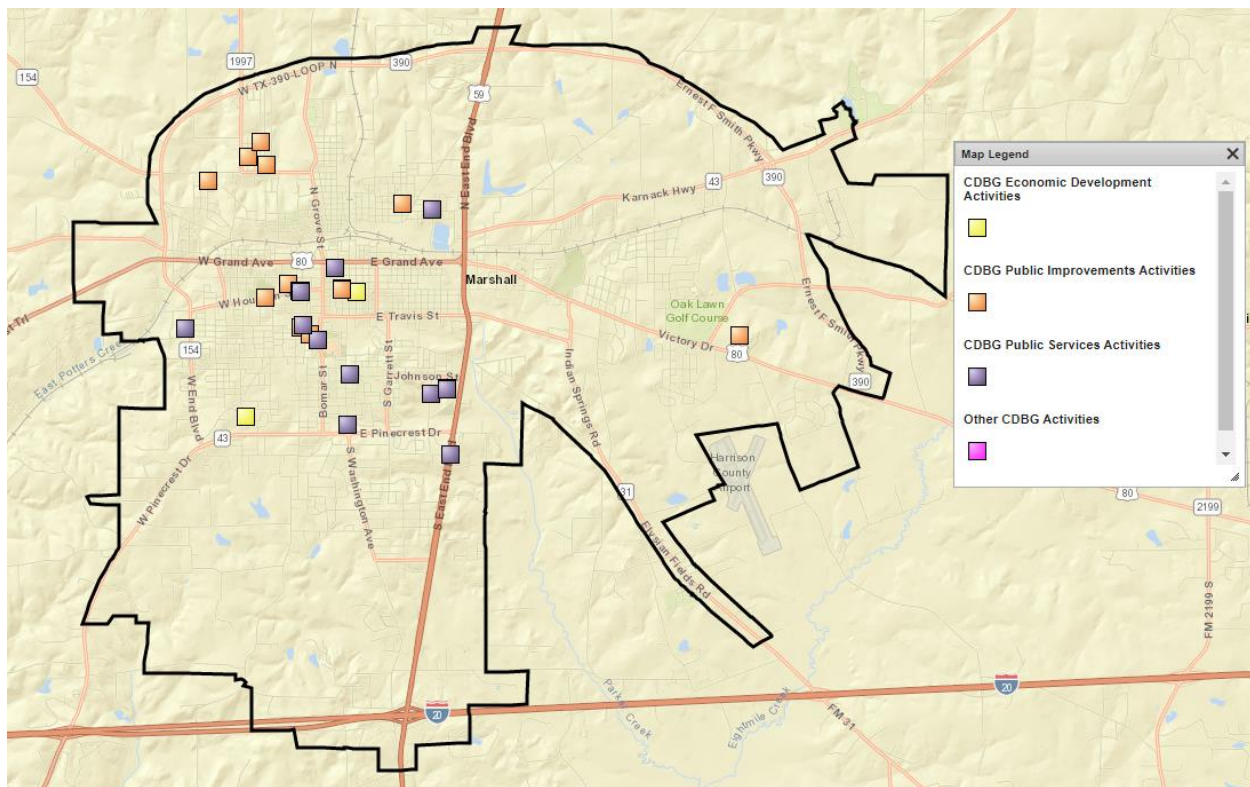 154
1997
W TX-390-LOOP N
390
59
N East End Blvd
Ernest F Smith Pkwy
43
390
Karnack Hwy
N Grove St
W Grand Ave
80
E Grand Ave
Marshall
E Travis St
Oak Lawn
Golf Course
Victory Dr
80
Ernest F Smith Pkwy
390
East Potters Creek
154
W End Blvd
Bomar St
S Garrett St
Johnson St
Indian Springs Rd
43
E Pinecrest Dr
W Pinecrest Dr
S Washington Ave
S East End
Harrison
County
Airport
31
Elysian Fields Rd
80
2199
FM 2199 S
Parker Creek
Eightmile Creek
20
20
FM 31
Map Legend
CDBG Economic Development
Activities
CDBG Public Improvements Activities
CDBG Public Services Activities
Other CDBG Activities